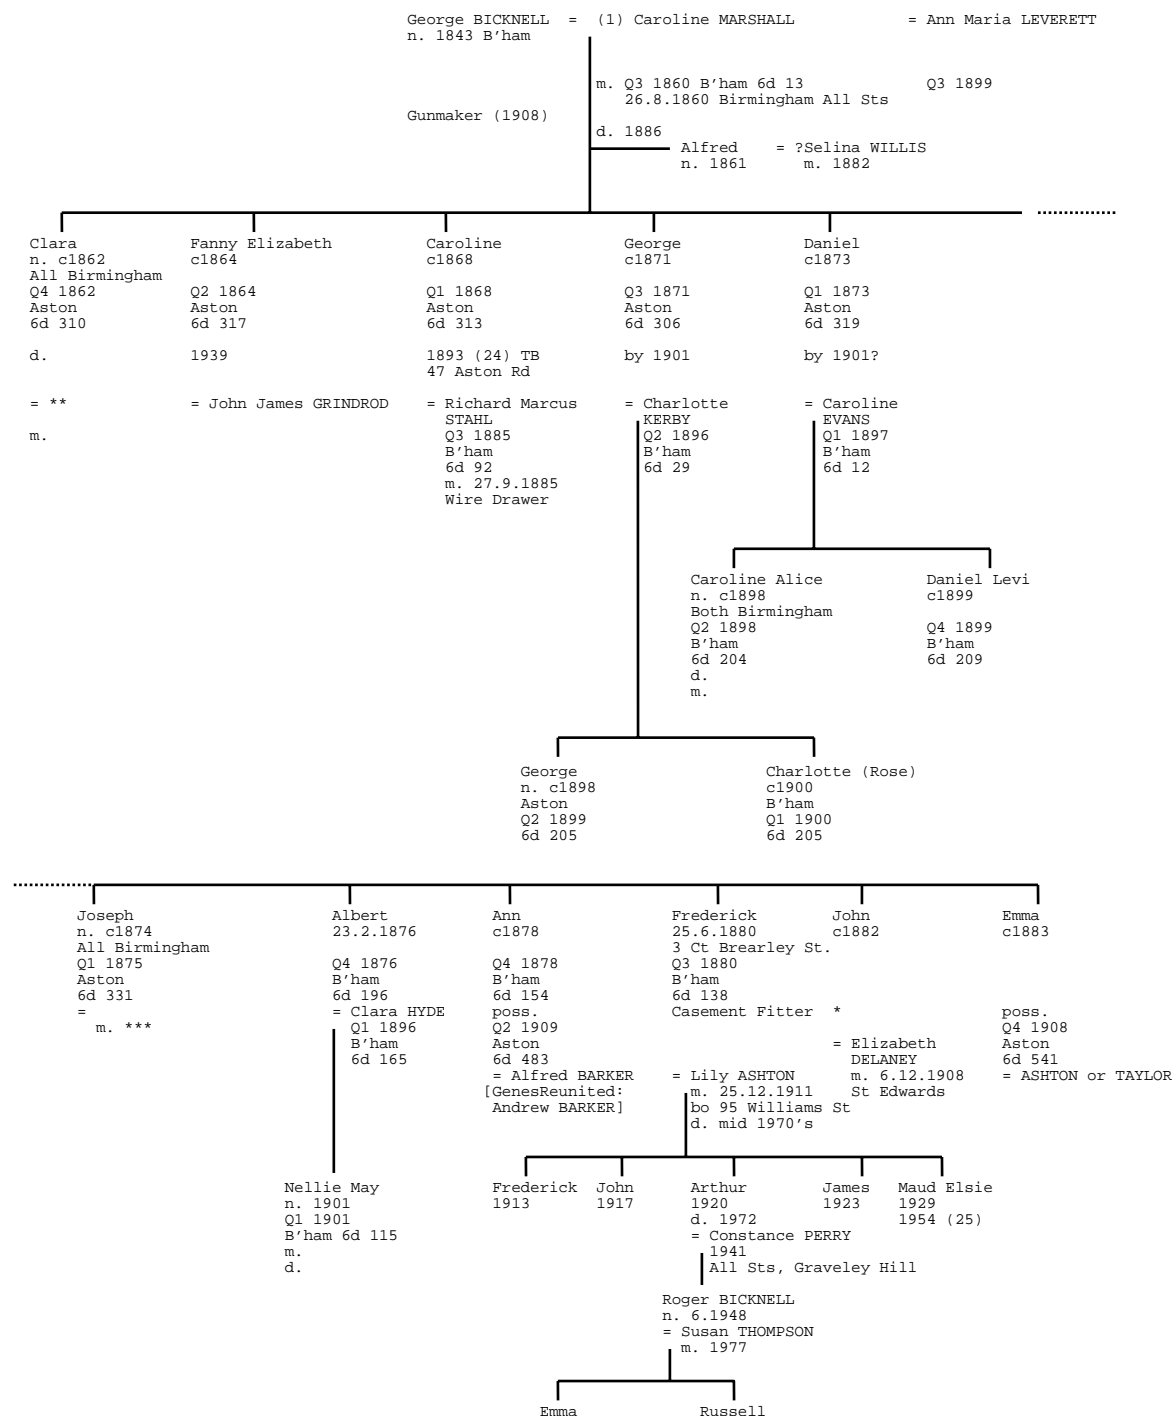 George BICKNELL = (1) Caroline MARSHALL = Ann Maria LEVERETT
n. 1843 B'ham
m. Q3 1860 B'ham 6d 13 Q3 1899
26.8.1860 Birmingham All Sts
Gunmaker (1908)
d. 1886
Alfred = ?Selina WILLIS
n. 1861 m. 1882
Clara Fanny Elizabeth Caroline George Daniel
n. c1862 c1864 c1868 c1871 c1873
All Birmingham
Q4 1862 Q2 1864 Q1 1868 Q3 1871 Q1 1873
Aston Aston Aston Aston Aston
6d 310 6d 317 6d 313 6d 306 6d 319
d. 1939 1893 (24) TB by 1901 by 1901?
47 Aston Rd
= ** = John James GRINDROD = Richard Marcus = Charlotte = Caroline
STAHL KERBY EVANS
m. Q3 1885 Q2 1896 Q1 1897
B'ham B'ham B'ham
6d 92 6d 29 6d 12
m. 27.9.1885
Wire Drawer
Caroline Alice Daniel Levi
n. c1898 c1899
Both Birmingham
Q2 1898 Q4 1899
B'ham B'ham
6d 204 6d 209
d.
m.
George Charlotte (Rose)
n. c1898 c1900
Aston B'ham
Q2 1899 Q1 1900
6d 205 6d 205
Joseph Albert Ann Frederick John Emma
n. c1874 23.2.1876 c1878 25.6.1880 c1882 c1883
All Birmingham 3 Ct Brearley St.
Q1 1875 Q4 1876 Q4 1878 Q3 1880
Aston B'ham B'ham B'ham
6d 331 6d 196 6d 154 6d 138
= = Clara HYDE poss. Casement Fitter * poss.
m. *** Q1 1896 Q2 1909 Q4 1908
B'ham Aston = Elizabeth Aston
6d 165 6d 483 DELANEY 6d 541
= Alfred BARKER = Lily ASHTON m. 6.12.1908 = ASHTON or TAYLOR
[GenesReunited: m. 25.12.1911 St Edwards
Andrew BARKER] bo 95 Williams St
d. mid 1970's
Nellie May Frederick John Arthur James Maud Elsie
n. 1901 1913 1917 1920 1923 1929
Q1 1901 d. 1972 1954 (25)
B'ham 6d 115 = Constance PERRY
m. 1941
d. All Sts, Graveley Hill
Roger BICKNELL
n. 6.1948
= Susan THOMPSON
m. 1977
Emma Russell